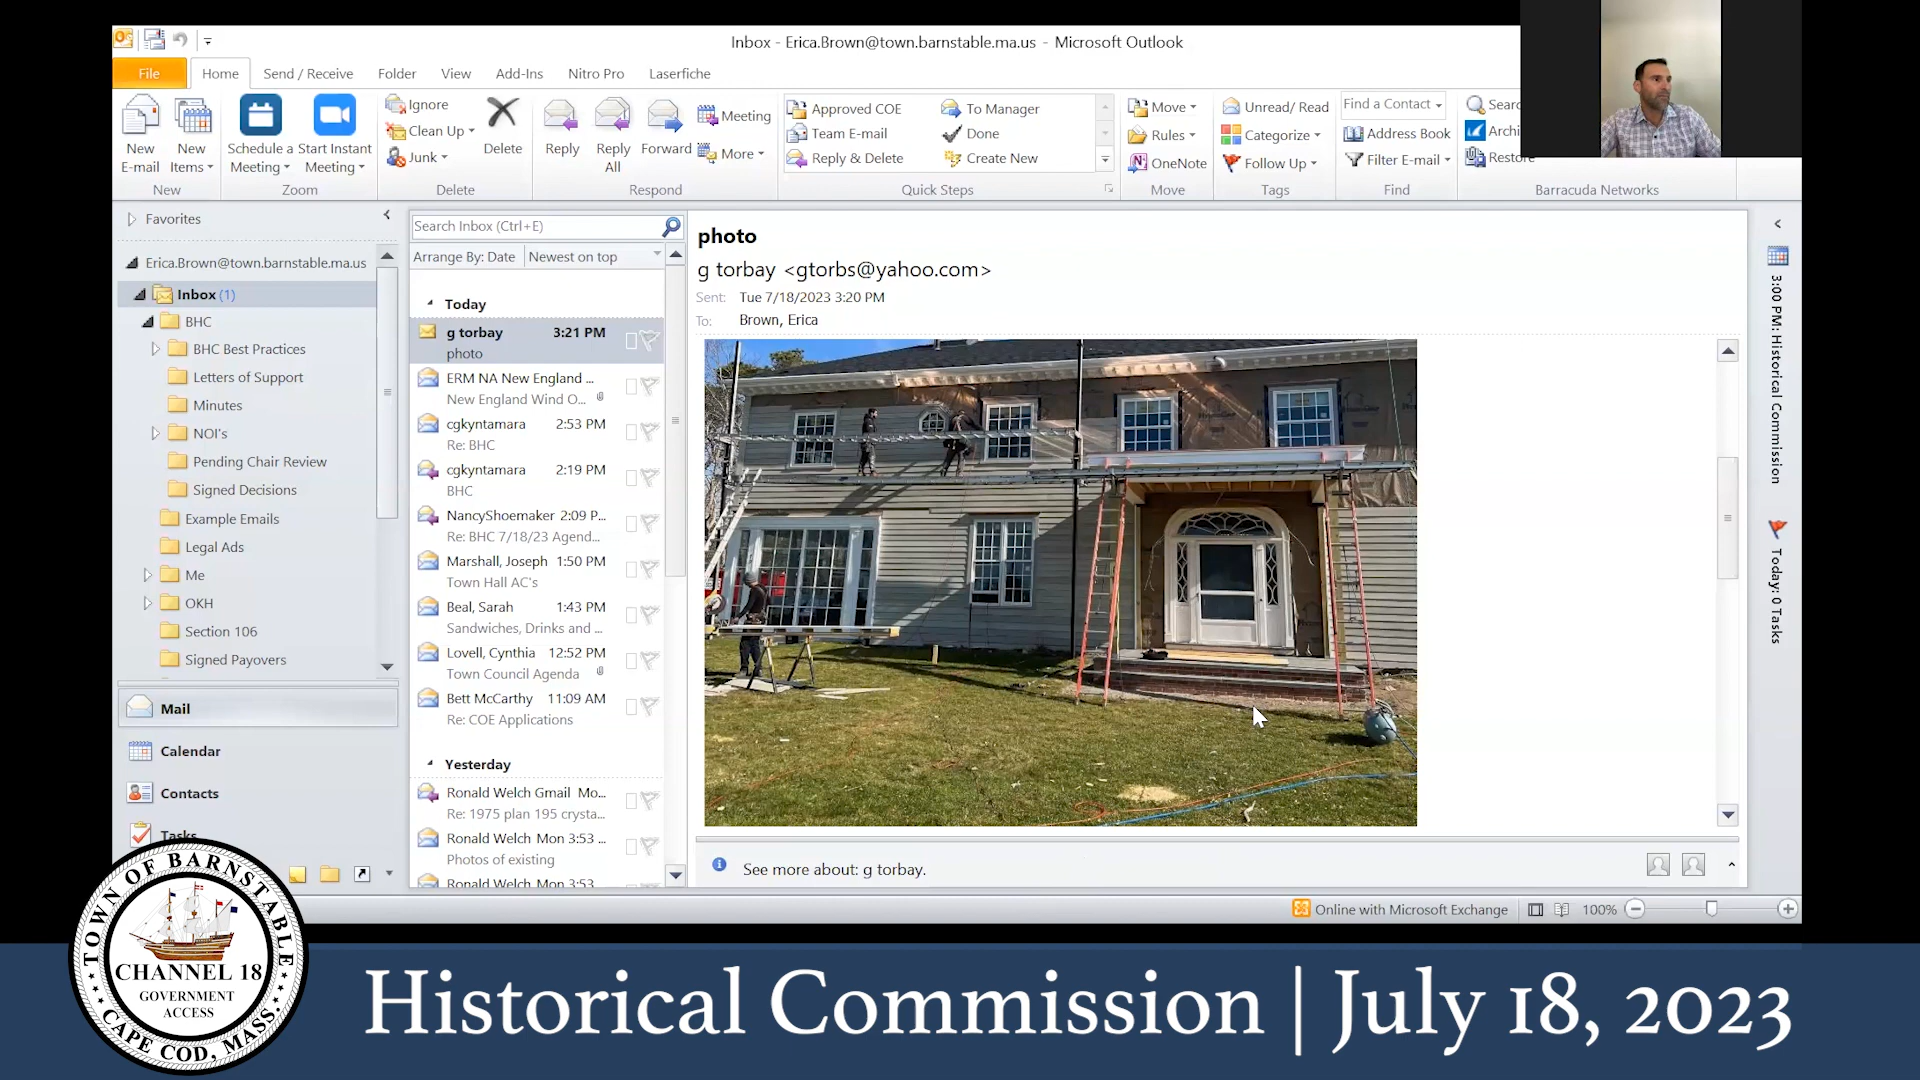 Inbox - Erica.Brown@town.barnstable.ma.us - Microsoft Outlook
File Home Send / Receive Folder View Add-Ins Nitro Pro Laserfiche
New E-mail
New Items
New
Schedule a Meeting
Start Instant Meeting
Zoom
Ignore
Clean Up
Junk
Delete
Delete
Reply
Reply All
Forward
Meeting
More
Respond
Approved COE
Team E-mail
Reply & Delete
To Manager
Done
Create New
Quick Steps
Move
Rules
OneNote
Move
Unread/ Read
Categorize
Follow Up
Tags
Find a Contact
Address Book
Filter E-mail
Find
Restore
Barracuda Networks
Favorites
Erica.Brown@town.barnstable.ma.us
Inbox (1)
BHC
BHC Best Practices
Letters of Support
Minutes
NOI's
Pending Chair Review
Signed Decisions
Example Emails
Legal Ads
Me
OKH
Section 106
Signed Payovers
Mail
Calendar
Contacts
Tasks
Search Inbox (Ctrl+E)
Arrange By: Date Newest on top
Today
g torbay 3:21 PM
photo
ERM NA New England ...
New England Wind O...
cgkyntamara 2:53 PM
Re: BHC
cgkyntamara 2:19 PM
BHC
NancyShoemaker 2:09 P...
Re: BHC 7/18/23 Agend...
Marshall, Joseph 1:50 PM
Town Hall AC's
Beal, Sarah 1:43 PM
Sandwiches, Drinks and ...
Lovell, Cynthia 12:52 PM
Town Council Agenda
Bett McCarthy 11:09 AM
Re: COE Applications
Yesterday
Ronald Welch Gmail Mo...
Re: 1975 plan 195 crysta...
Ronald Welch Mon 3:53 ...
Photos of existing
Ronald Welch Mon 3:53
photo
g torbay <gtorbs@yahoo.com>
Sent: Tue 7/18/2023 3:20 PM
To: Brown, Erica
See more about: g torbay.
3:00 PM: Historical Commission
Today: 0 Tasks
Online with Microsoft Exchange 100%
TOWN OF BARNSTABLE
CHANNEL 18
GOVERNMENT
ACCESS
CAPE COD, MASS.
Historical Commission | July 18, 2023